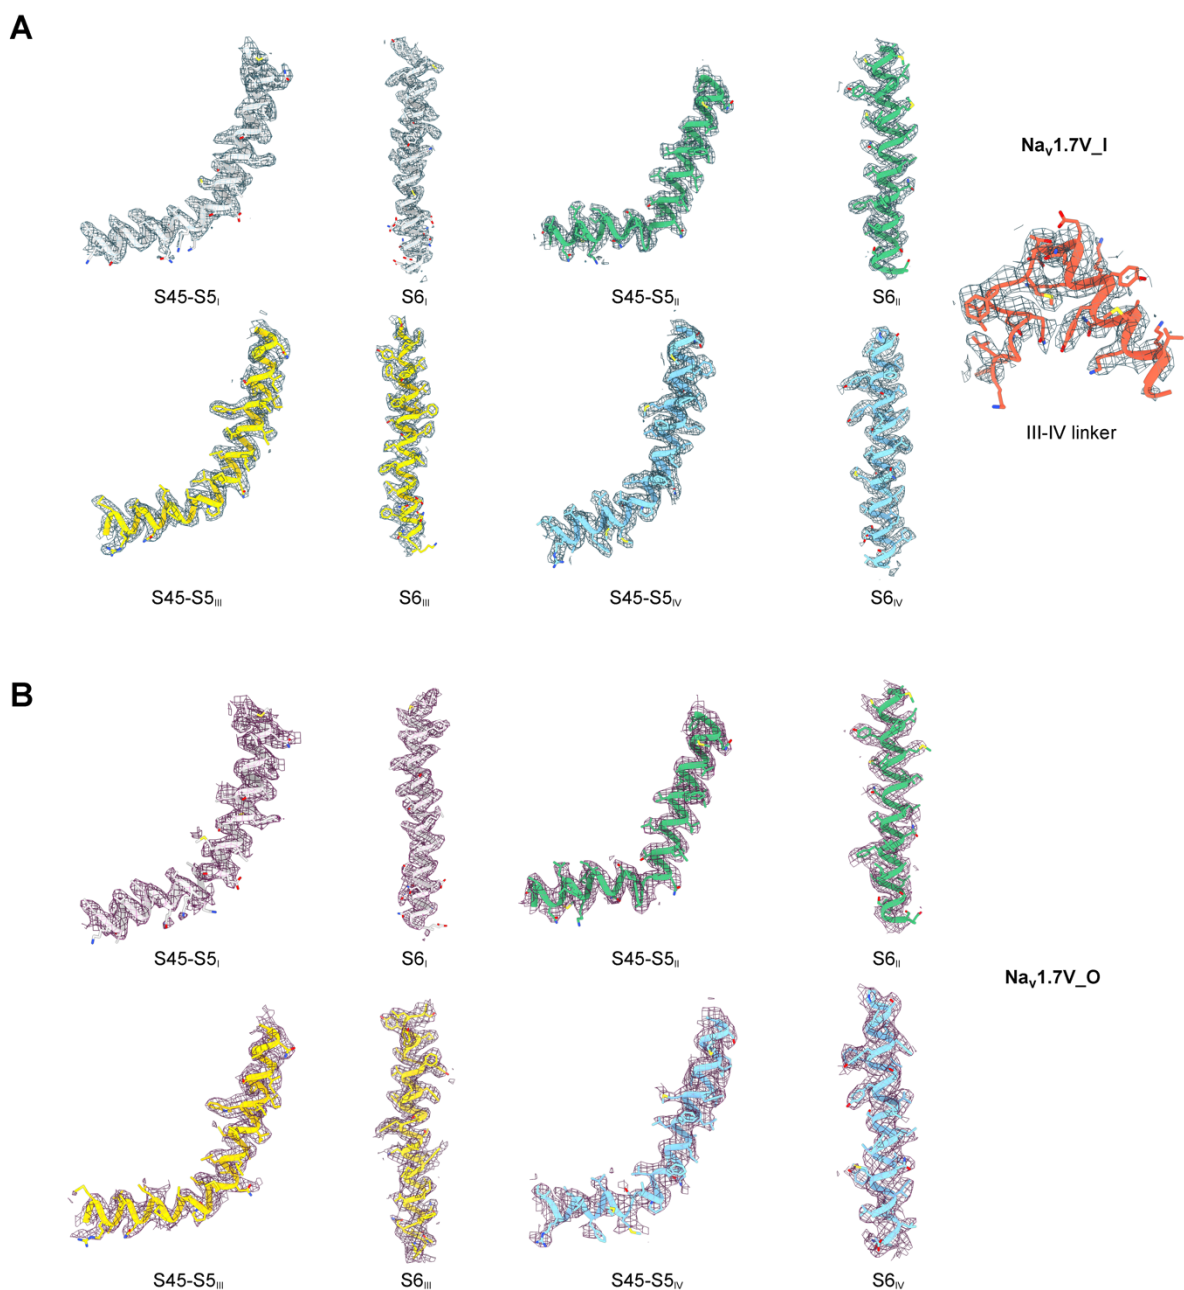 A
Naᵥ1.7V_I
S45-S5ᵢ S6ᵢ S45-S5ᵢᵢ S6ᵢᵢ
III-IV linker
S45-S5ᵢᵢᵢ S6ᵢᵢᵢ S45-S5ᵢᵥ S6ᵢᵥ
B
S45-S5ᵢ S6ᵢ S45-S5ᵢᵢ S6ᵢᵢ
Naᵥ1.7V_O
S45-S5ᵢᵢᵢ S6ᵢᵢᵢ S45-S5ᵢᵥ S6ᵢᵥ